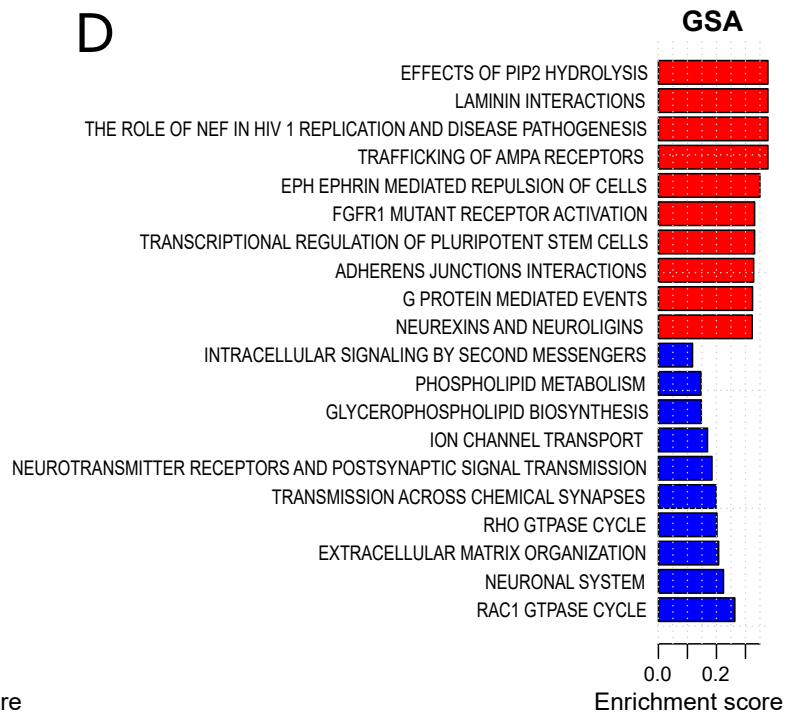 D
GSA
EFFECTS OF PIP2 HYDROLYSIS
LAMININ INTERACTIONS
THE ROLE OF NEF IN HIV 1 REPLICATION AND DISEASE PATHOGENESIS
TRAFFICKING OF AMPA RECEPTORS
EPH EPHRIN MEDIATED REPULSION OF CELLS
FGFR1 MUTANT RECEPTOR ACTIVATION
TRANSCRIPTIONAL REGULATION OF PLURIPOTENT STEM CELLS
ADHERENS JUNCTIONS INTERACTIONS
G PROTEIN MEDIATED EVENTS
NEUREXINS AND NEUROLIGINS
INTRACELLULAR SIGNALING BY SECOND MESSENGERS
PHOSPHOLIPID METABOLISM
GLYCEROPHOSPHOLIPID BIOSYNTHESIS
ION CHANNEL TRANSPORT
NEUROTRANSMITTER RECEPTORS AND POSTSYNAPTIC SIGNAL TRANSMISSION
TRANSMISSION ACROSS CHEMICAL SYNAPSES
RHO GTPASE CYCLE
EXTRACELLULAR MATRIX ORGANIZATION
NEURONAL SYSTEM
RAC1 GTPASE CYCLE
0.0 0.2
re
Enrichment score